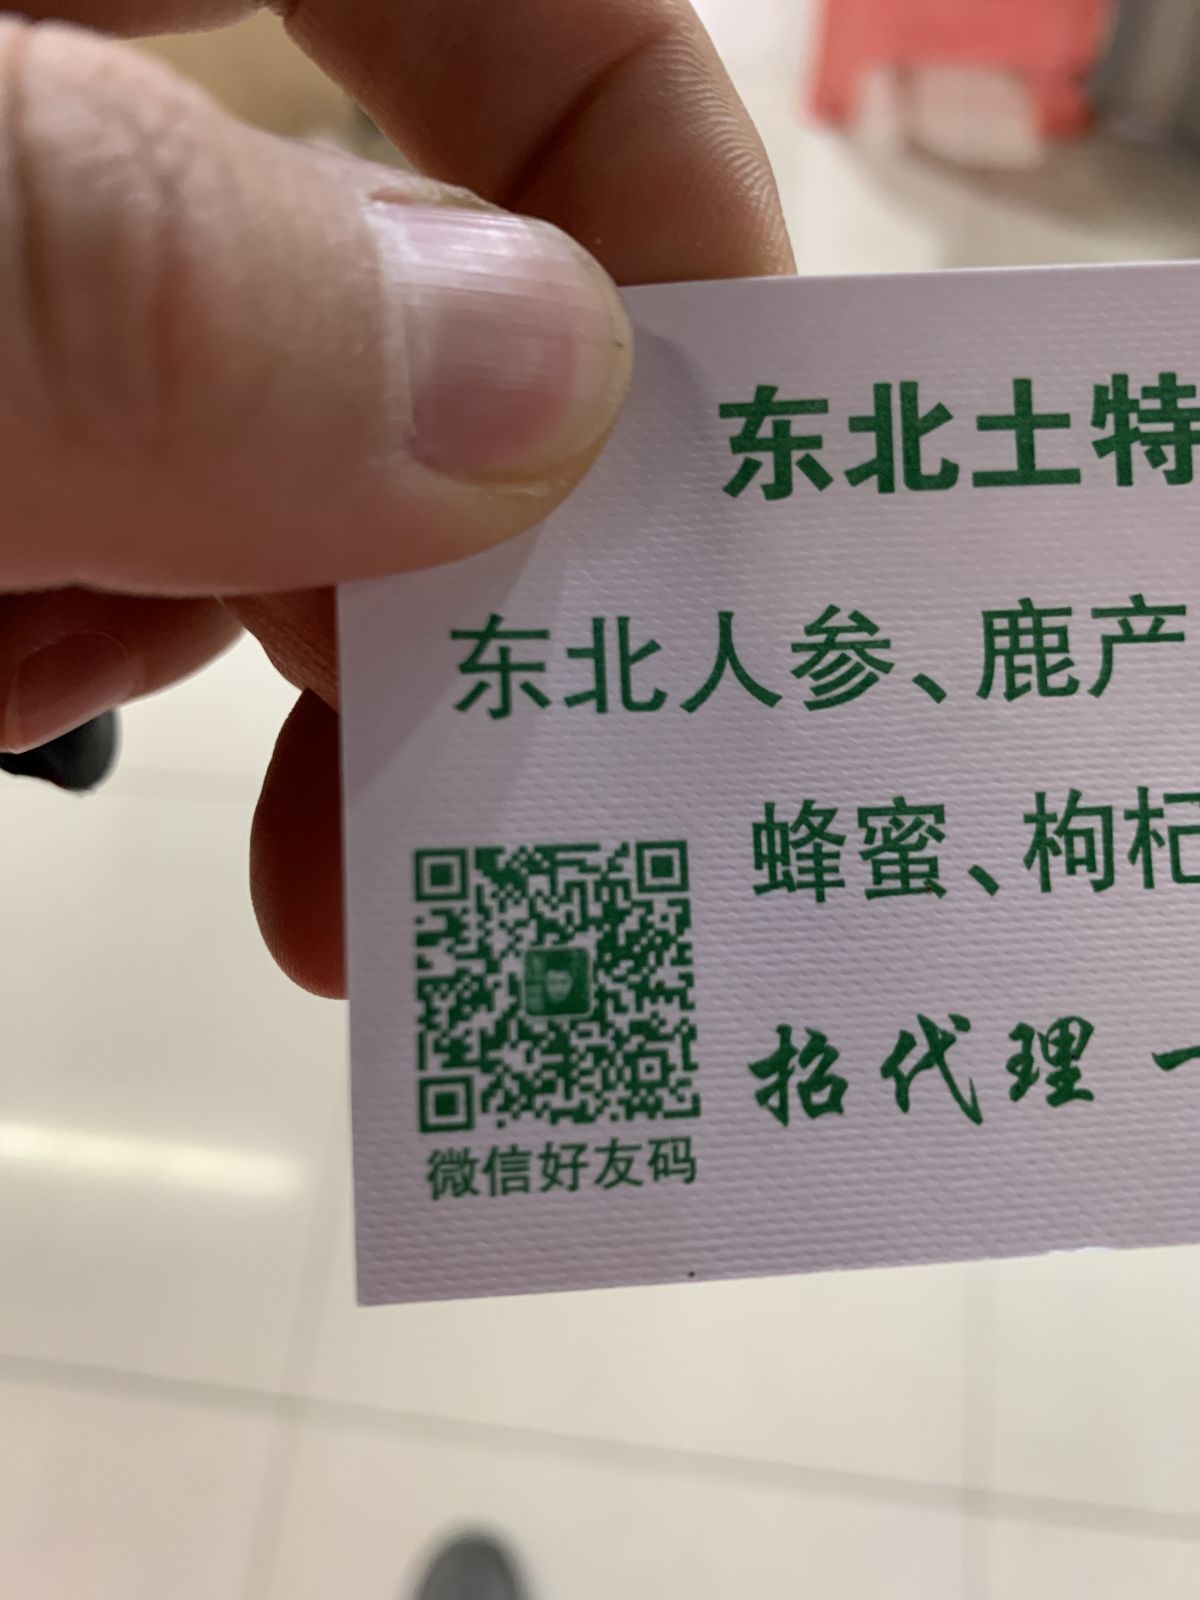 东北土特
东北人参、鹿产
蜂蜜、枸杞
招代理 一
微信好友码